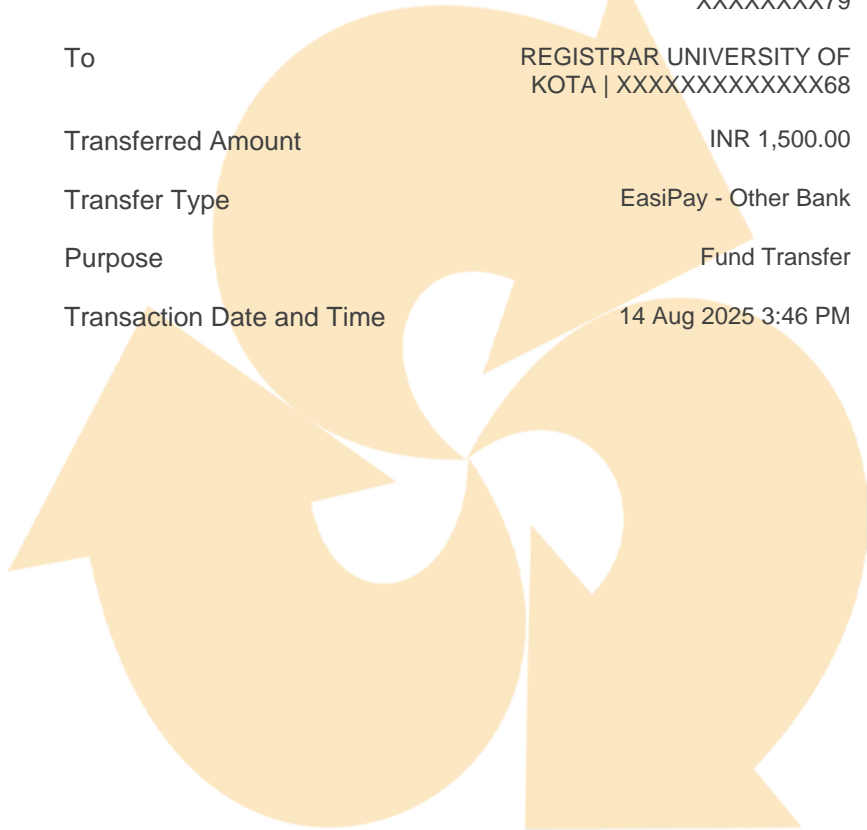 XXXXXXXX79
To
REGISTRAR UNIVERSITY OF
KOTA | XXXXXXXXXXXXX68
Transferred Amount
INR 1,500.00
Transfer Type
EasiPay - Other Bank
Purpose
Fund Transfer
Transaction Date and Time
14 Aug 2025 3:46 PM